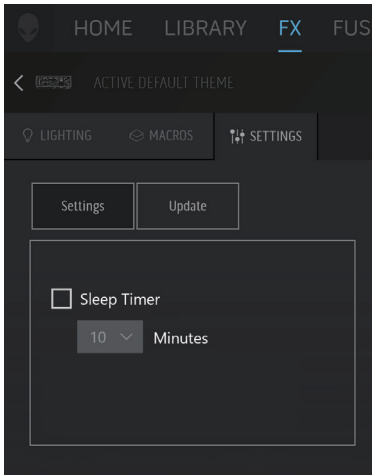 HOME LIBRARY FX FUS
ACTIVE DEFAULT THEME
LIGHTING MACROS SETTINGS
Settings Update
Sleep Timer
10 Minutes